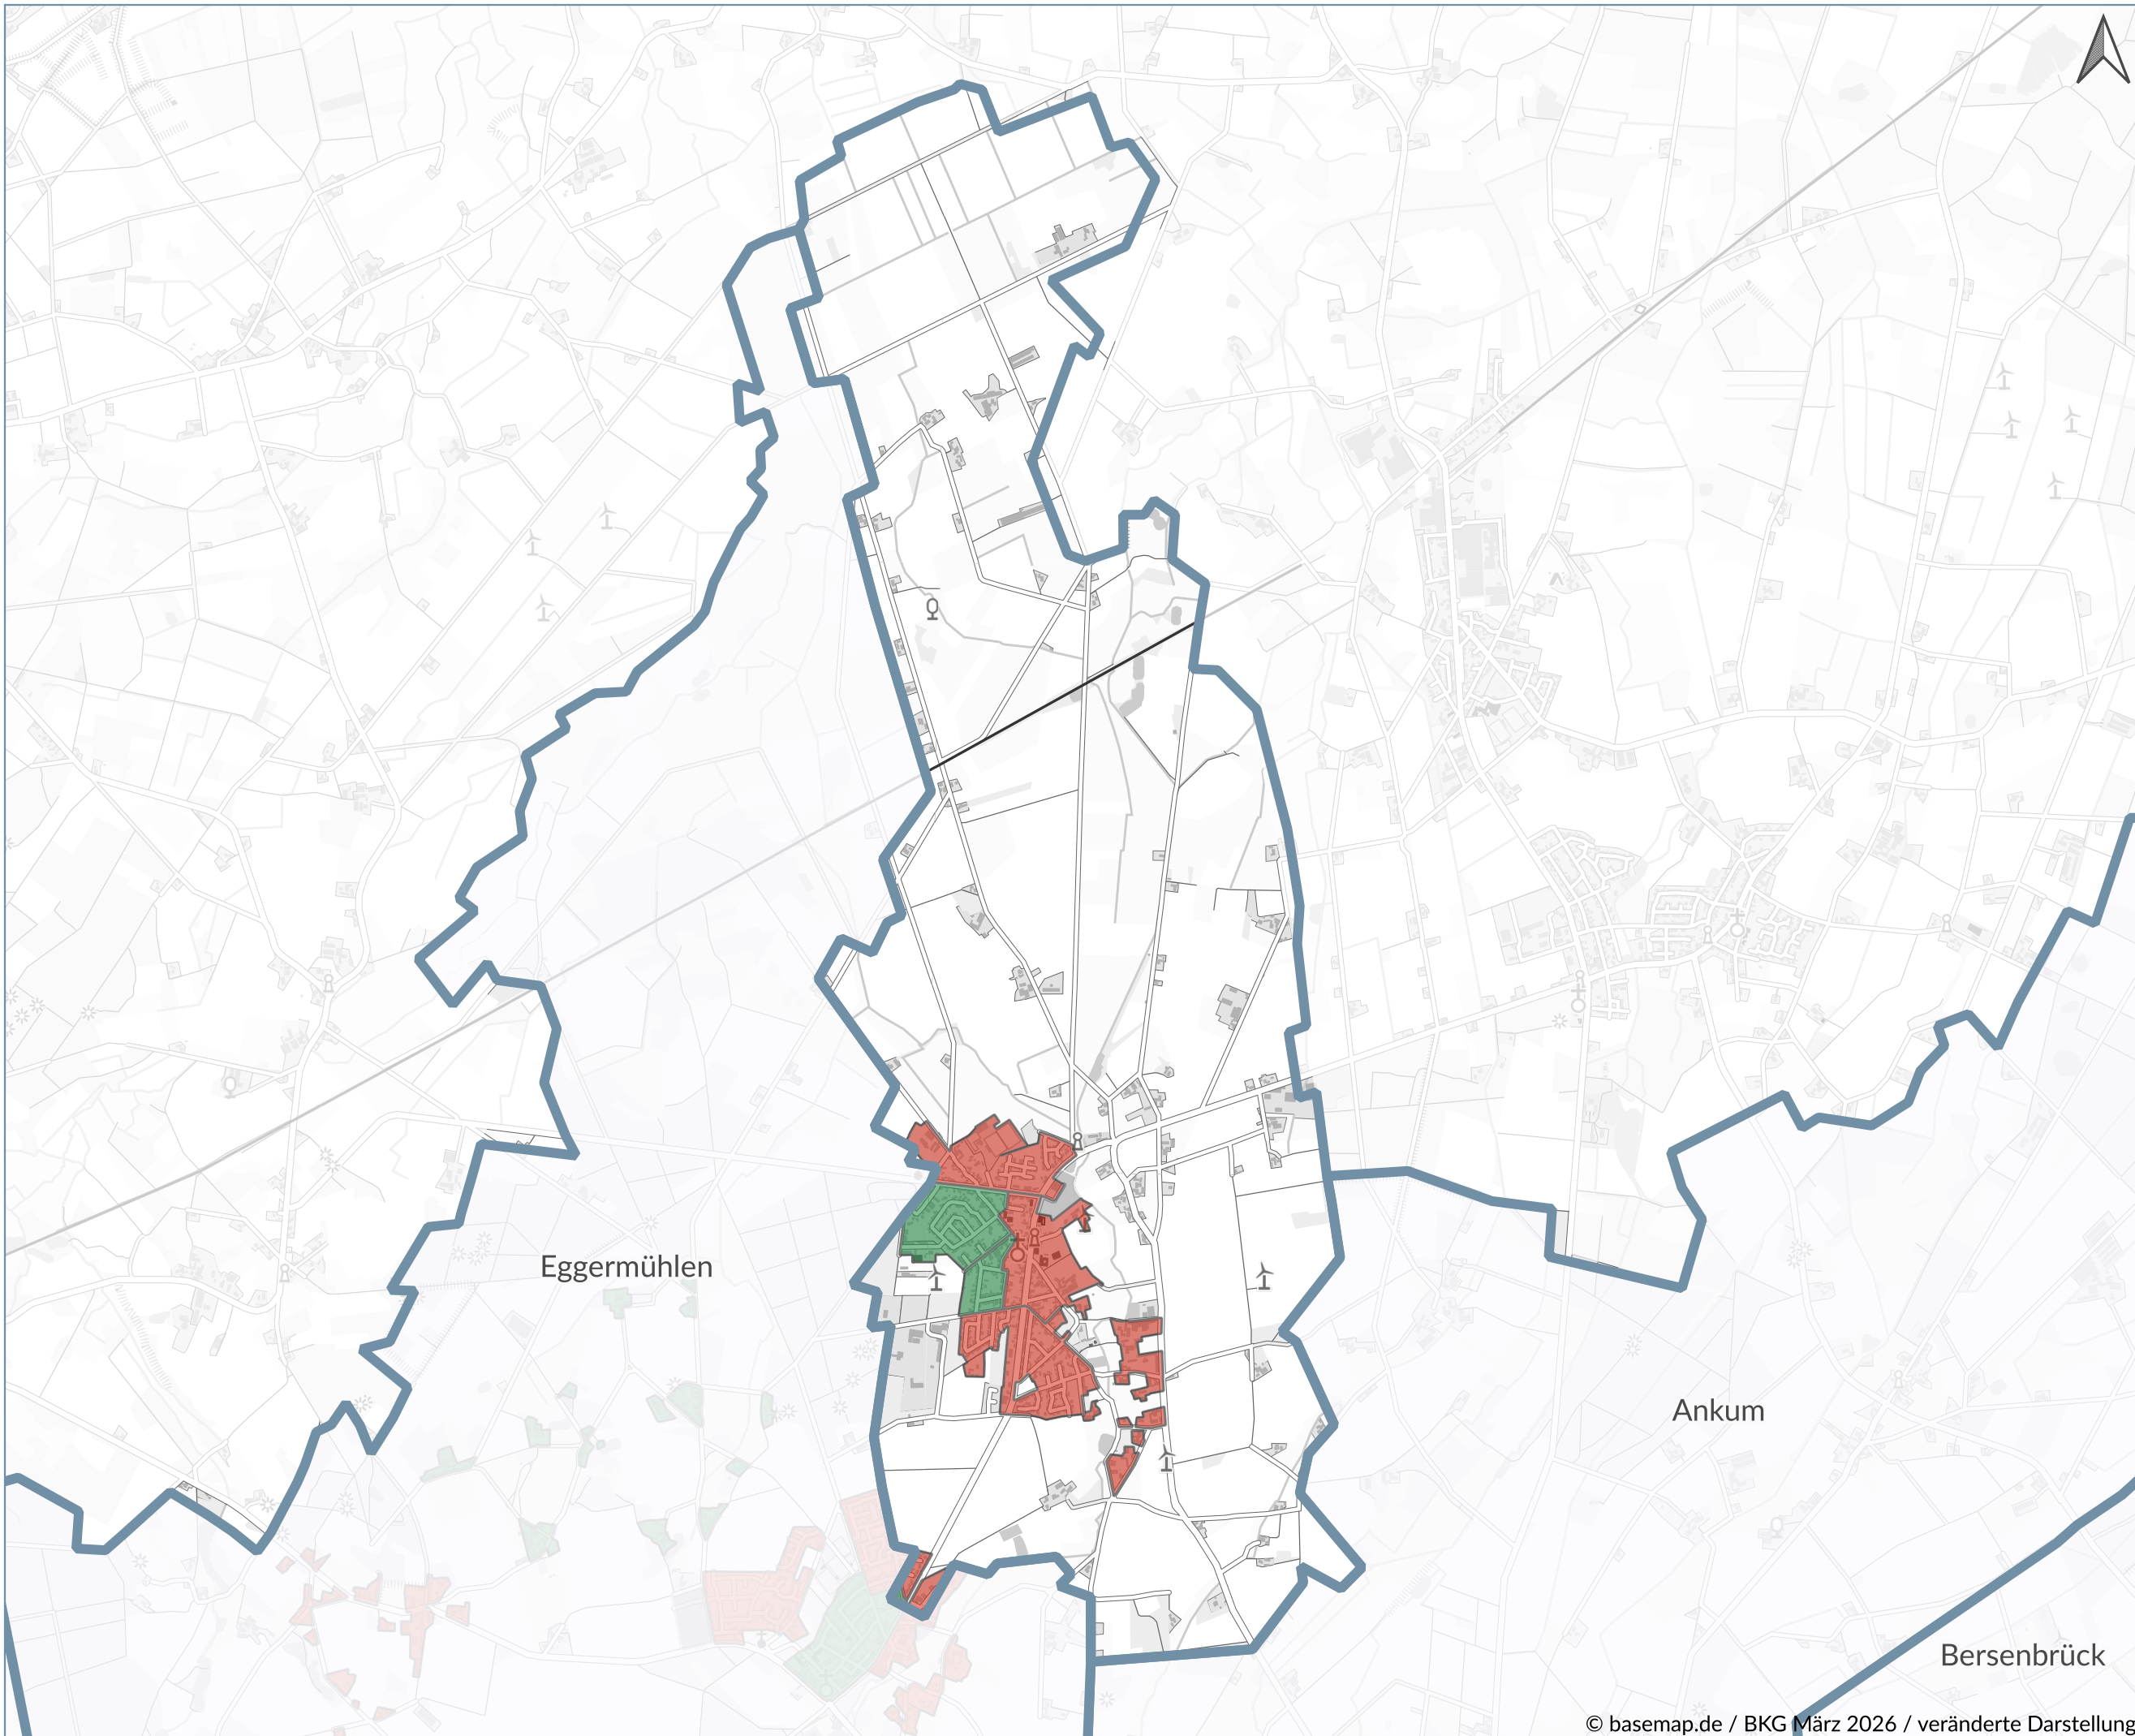 Eggermühlen
Ankum
Bersenbrück
© basemap.de / BKG März 2026 / veränderte Darstellung